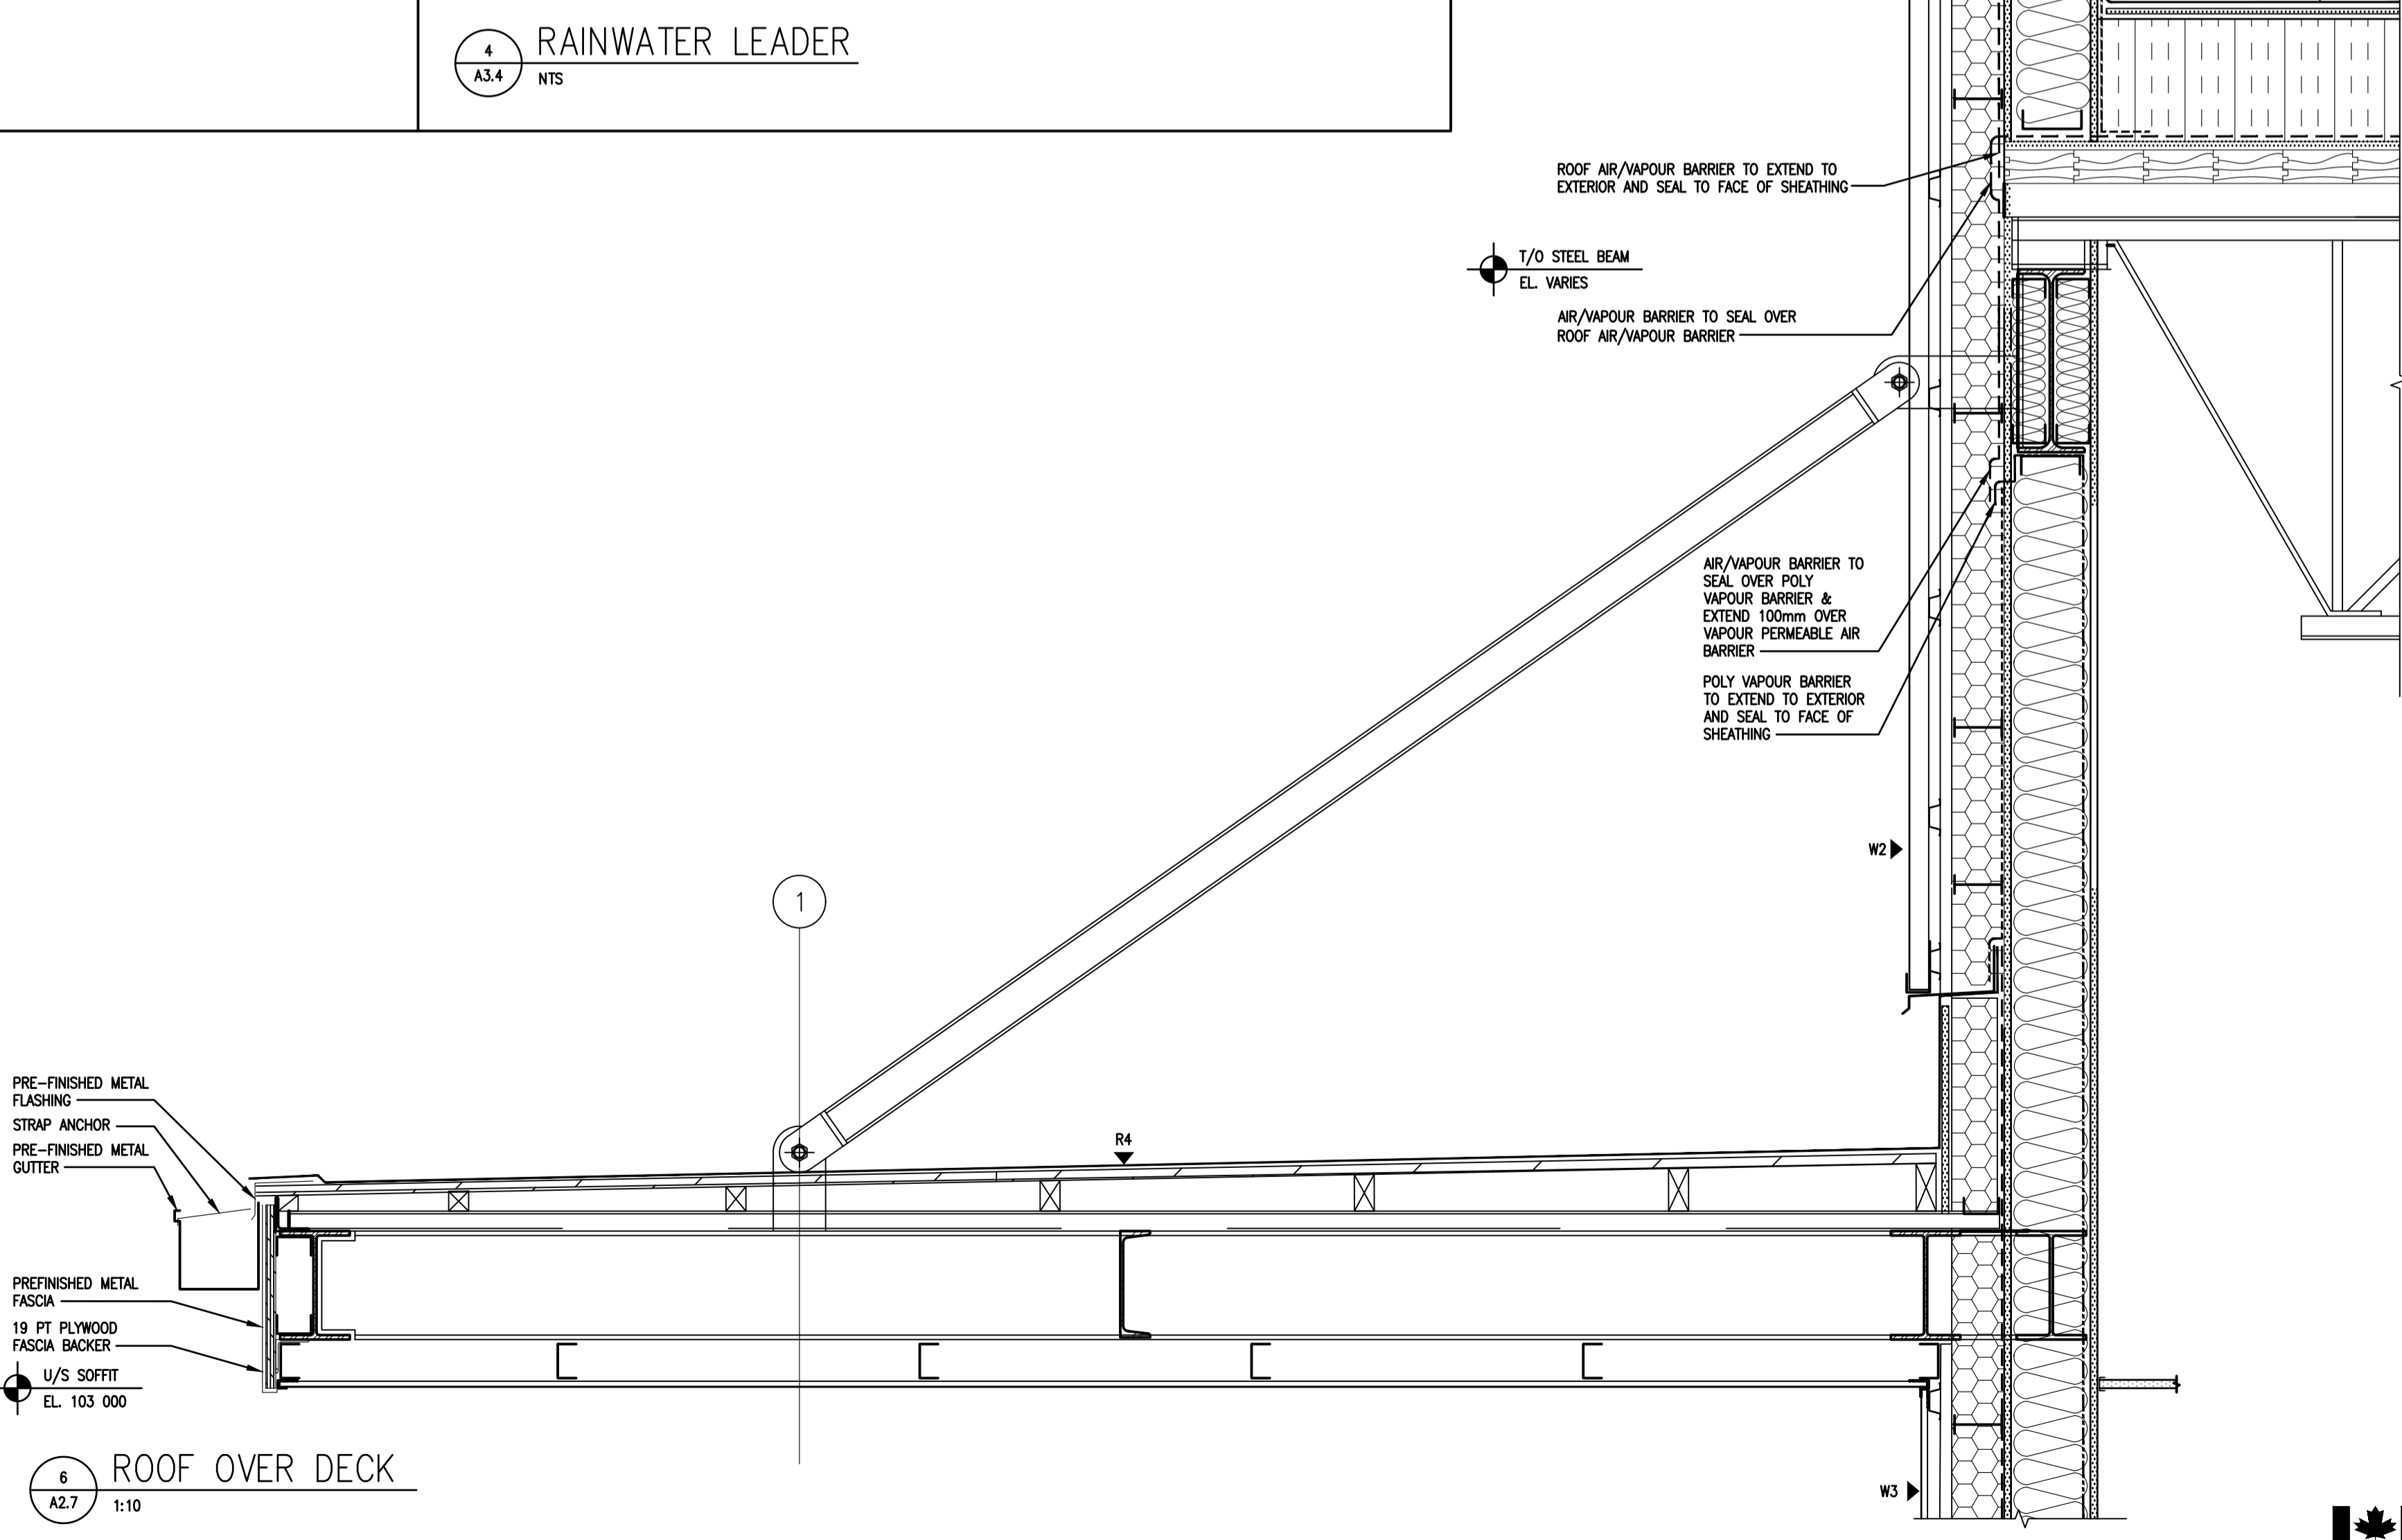 4
A3.4
RAINWATER LEADER
NTS
ROOF AIR/VAPOUR BARRIER TO EXTEND TO
EXTERIOR AND SEAL TO FACE OF SHEATHING
T/O STEEL BEAM
EL. VARIES
AIR/VAPOUR BARRIER TO SEAL OVER
ROOF AIR/VAPOUR BARRIER
AIR/VAPOUR BARRIER TO
SEAL OVER POLY
VAPOUR BARRIER &
EXTEND 100mm OVER
VAPOUR PERMEABLE AIR
BARRIER
POLY VAPOUR BARRIER
TO EXTEND TO EXTERIOR
AND SEAL TO FACE OF
SHEATHING
W2
1
PRE-FINISHED METAL
FLASHING
STRAP ANCHOR
PRE-FINISHED METAL
GUTTER
R4
PREFINISHED METAL
FASCIA
19 PT PLYWOOD
FASCIA BACKER
U/S SOFFIT
EL. 103 000
6
A2.7
ROOF OVER DECK
1:10
W3